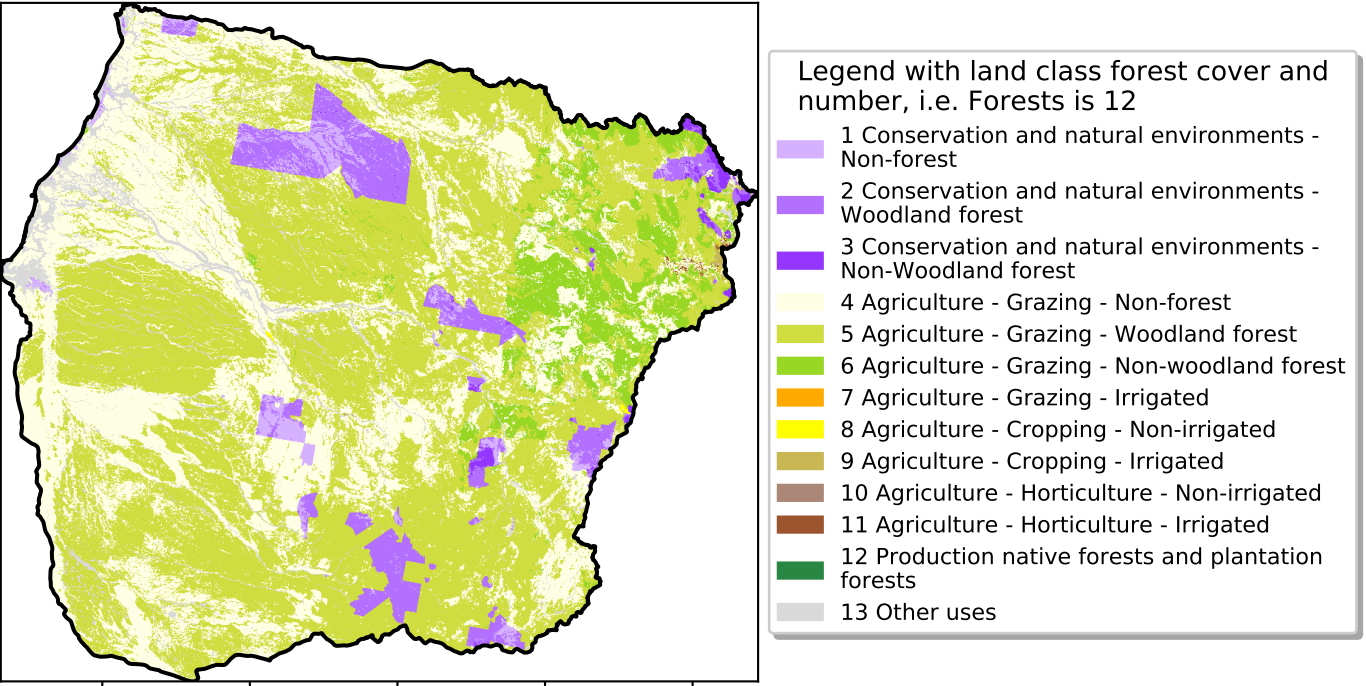 Legend with land class forest cover and
number, i.e. Forests is 12
1 Conservation and natural environments -
Non-forest
2 Conservation and natural environments -
Woodland forest
3 Conservation and natural environments -
Non-Woodland forest
4 Agriculture - Grazing - Non-forest
5 Agriculture - Grazing - Woodland forest
6 Agriculture - Grazing - Non-woodland forest
7 Agriculture - Grazing - Irrigated
8 Agriculture - Cropping - Non-irrigated
9 Agriculture - Cropping - Irrigated
10 Agriculture - Horticulture - Non-irrigated
11 Agriculture - Horticulture - Irrigated
12 Production native forests and plantation
forests
13 Other uses